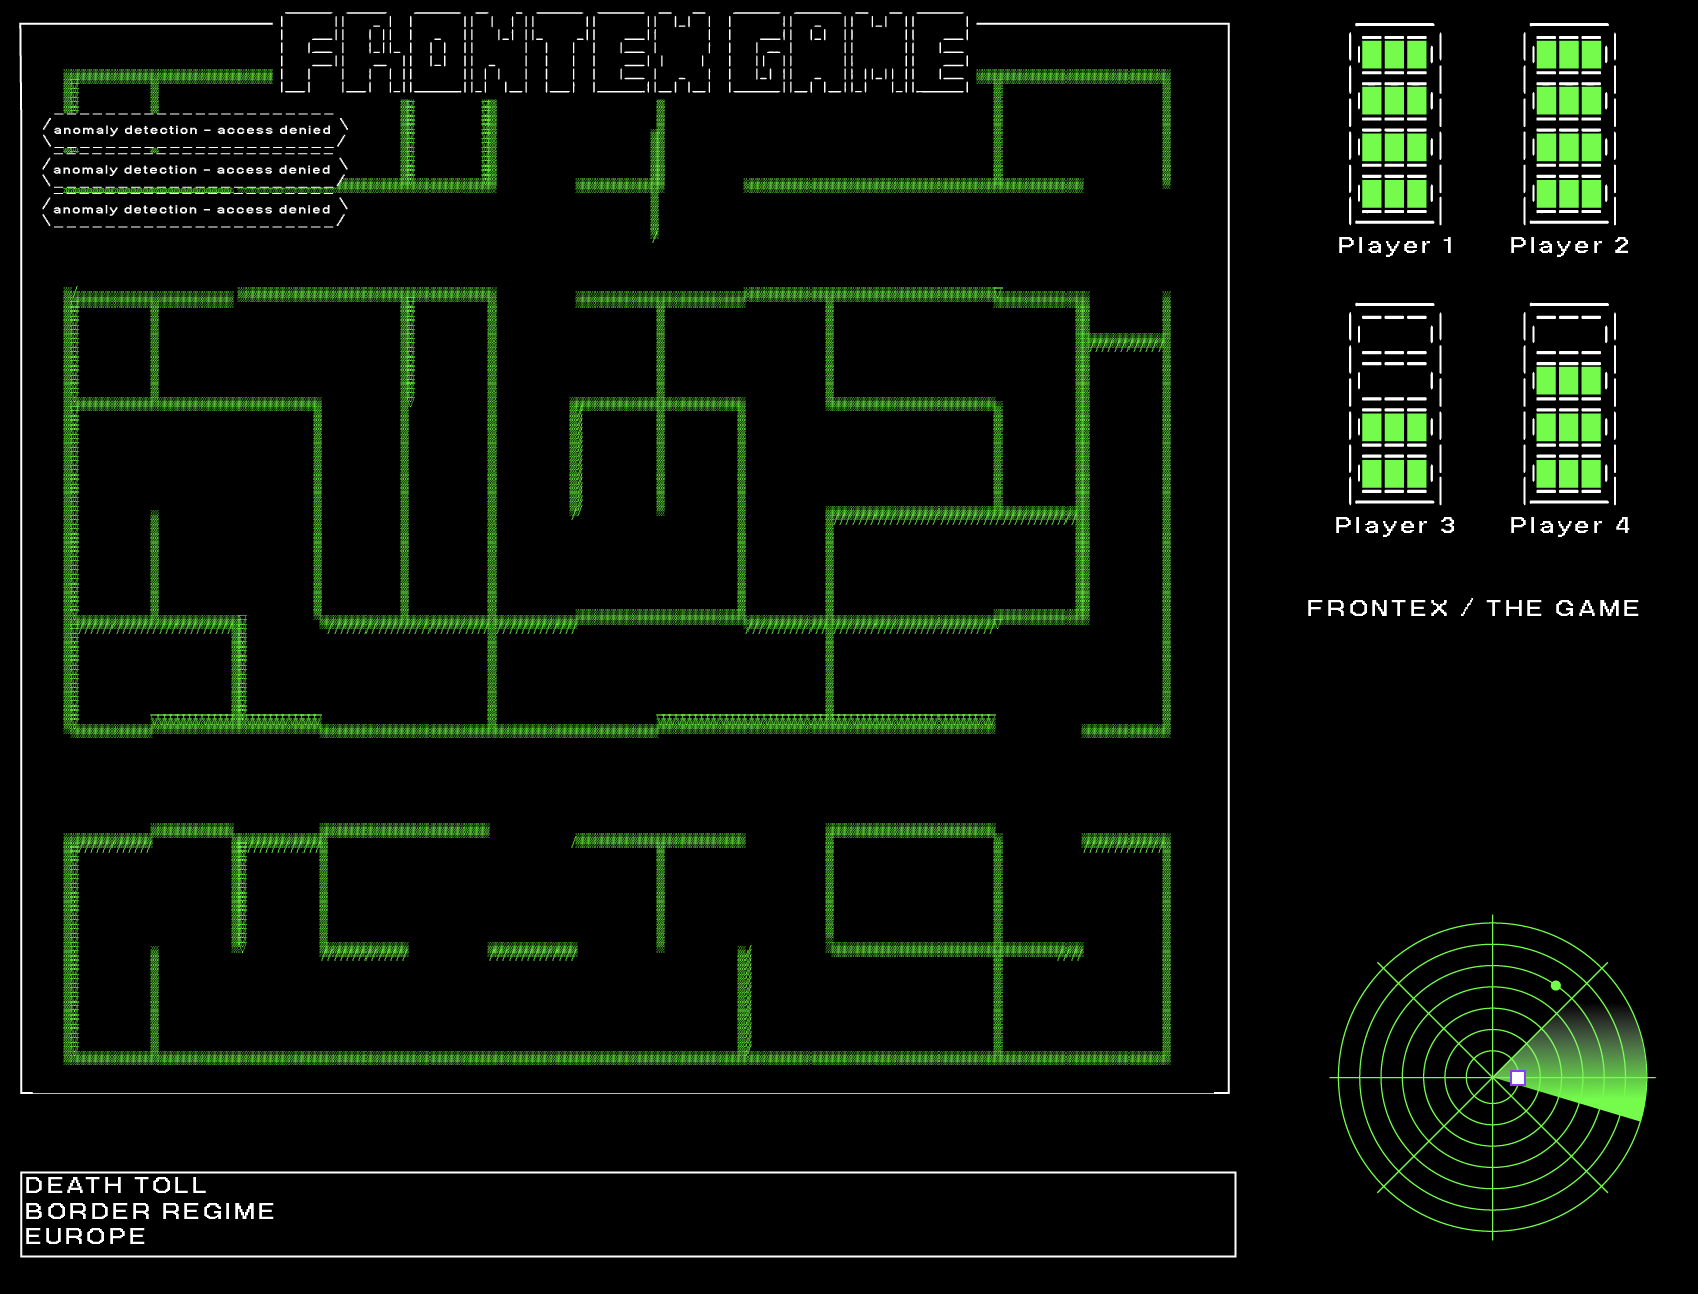 FRONTEX GAME
anomaly detection – access denied
anomaly detection – access denied
anomaly detection – access denied
Player 1
Player 2
Player 3
Player 4
FRONTEX / THE GAME
DEATH TOLL
BORDER REGIME
EUROPE